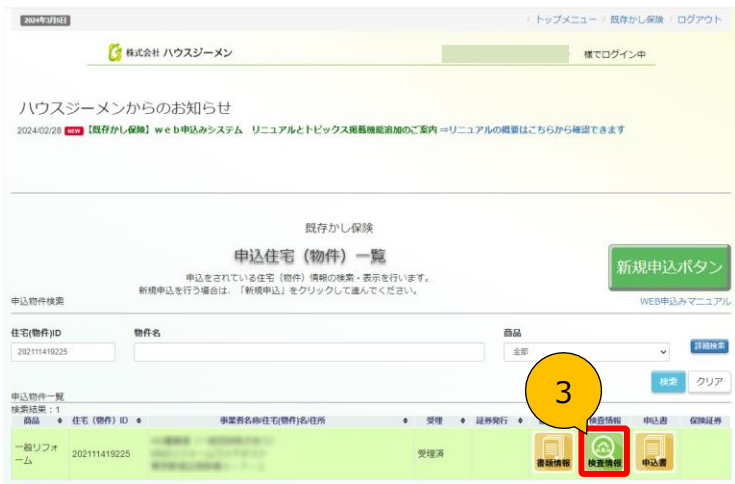 2024年3月5日
/ トップメニュー / 既存かし保険 / ログアウト
株式会社 ハウスジーメン
様でログイン中
ハウスジーメンからのお知らせ
2024/02/28 NEW 【既存かし保険】ｗｅｂ申込みシステム　リニュアルとトピックス掲載機能追加のご案内 ⇒リニュアルの概要はこちらから確認できます
既存かし保険
申込住宅（物件）一覧
新規申込ボタン
申込をされている住宅（物件）情報の検索・表示を行います。
新規申込を行う場合は、「新規申込」をクリックして進んでください。
申込物件検索
WEB申込みマニュアル
住宅(物件)ID 物件名 商品
202111419225 全部 詳細検索
3
検索 クリア
申込物件一覧
検索結果：1
商品 住宅（物件）ID 事業者名称/住宅(物件)名/住所 受理 証券発行 検査情報 申込書 保険証券
一般リフォーム 202111419225 受理済 書類情報 検査情報 申込書